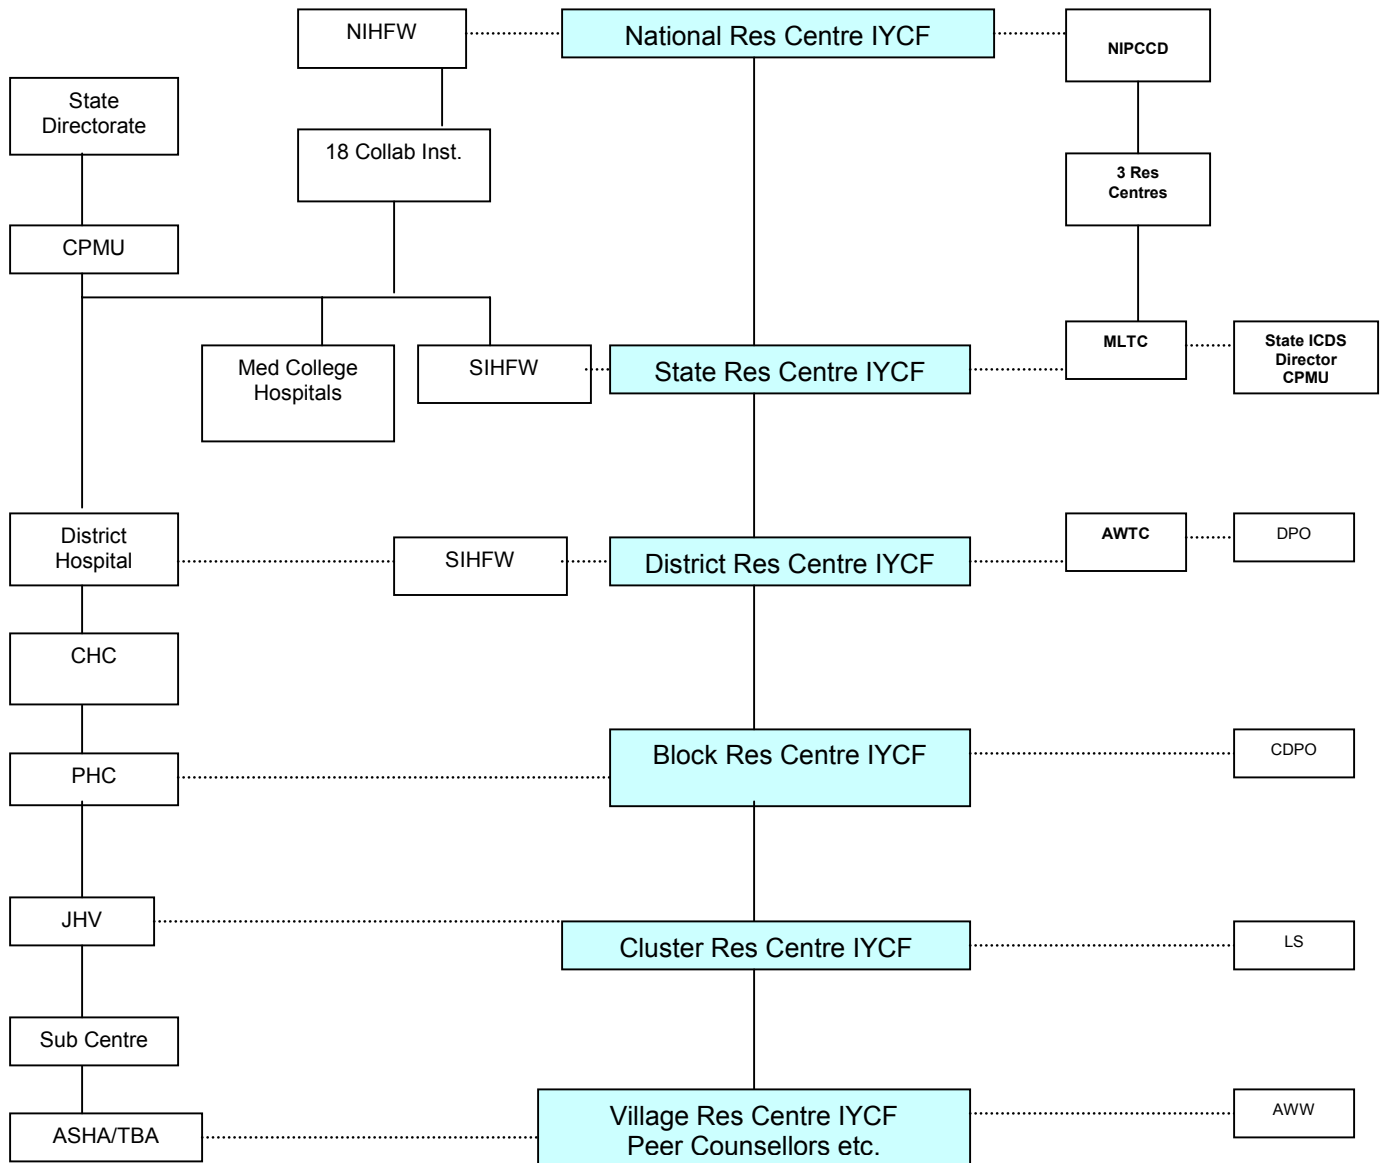 NIHFW
National Res Centre IYCF
NIPCCD
State
Directorate
18 Collab Inst.
3 Res
Centres
CPMU
Med College
Hospitals
SIHFW
State Res Centre IYCF
MLTC
State ICDS
Director
CPMU
District
Hospital
SIHFW
District Res Centre IYCF
AWTC
DPO
CHC
PHC
Block Res Centre IYCF
CDPO
JHV
Cluster Res Centre IYCF
LS
Sub Centre
ASHA/TBA
Village Res Centre IYCF
Peer Counsellors etc.
AWW